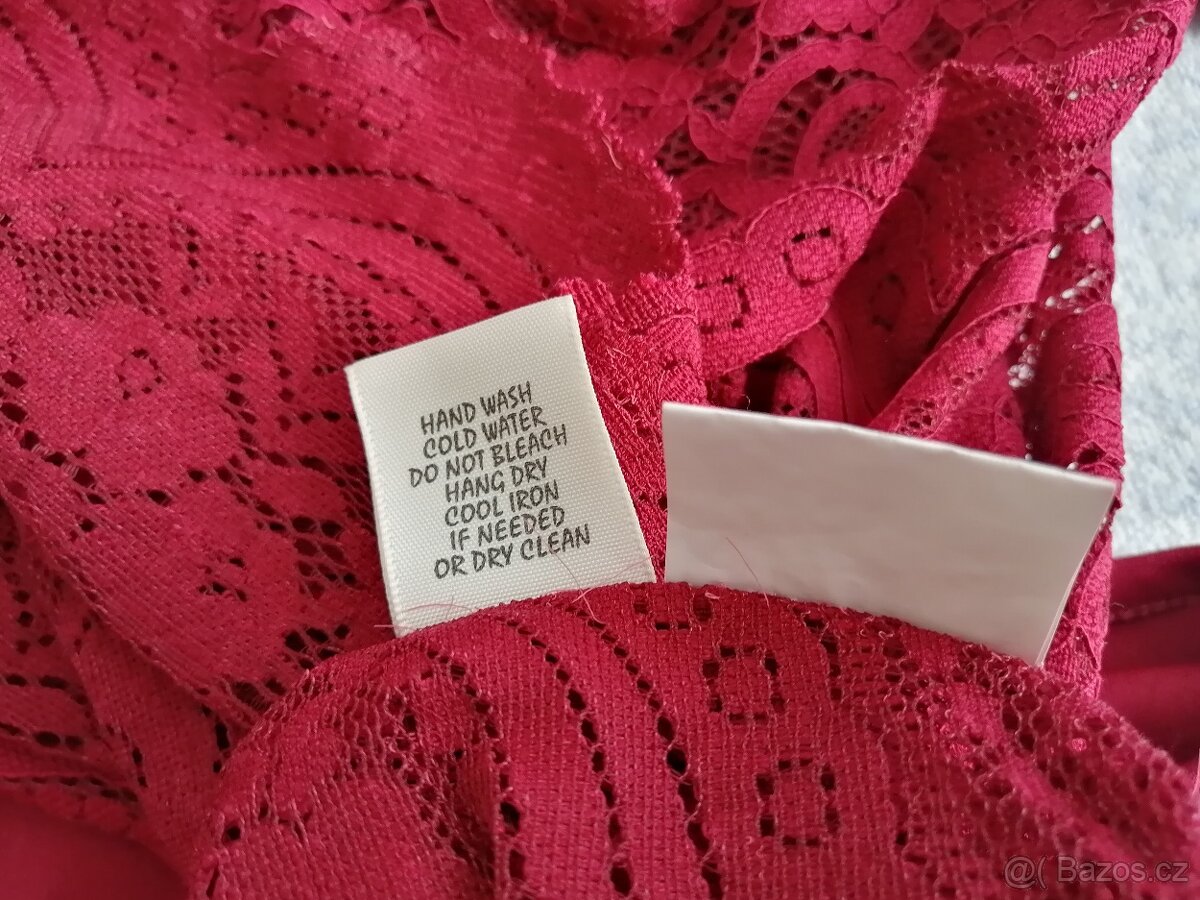 HAND WASH
COLD WATER
DO NOT BLEACH
HANG DRY
COOL IRON
IF NEEDED
OR DRY CLEAN
@( Bazos.cz